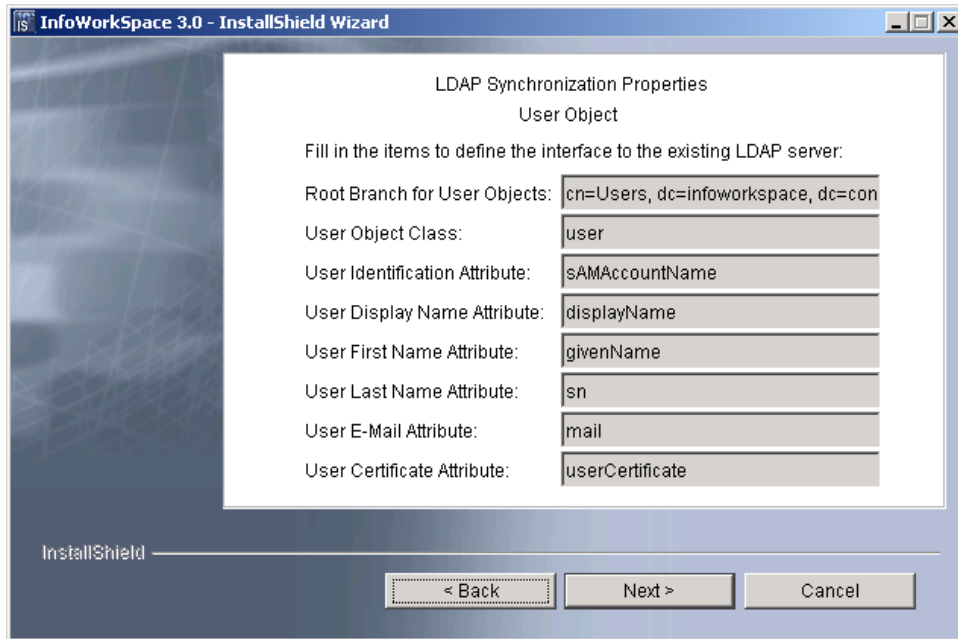 InfoWorkSpace 3.0 - InstallShield Wizard
LDAP Synchronization Properties
User Object
Fill in the items to define the interface to the existing LDAP server:
Root Branch for User Objects: cn=Users, dc=infoworkspace, dc=con
User Object Class: user
User Identification Attribute: sAMAccountName
User Display Name Attribute: displayName
User First Name Attribute: givenName
User Last Name Attribute: sn
User E-Mail Attribute: mail
User Certificate Attribute: userCertificate
InstallShield
< Back Next > Cancel